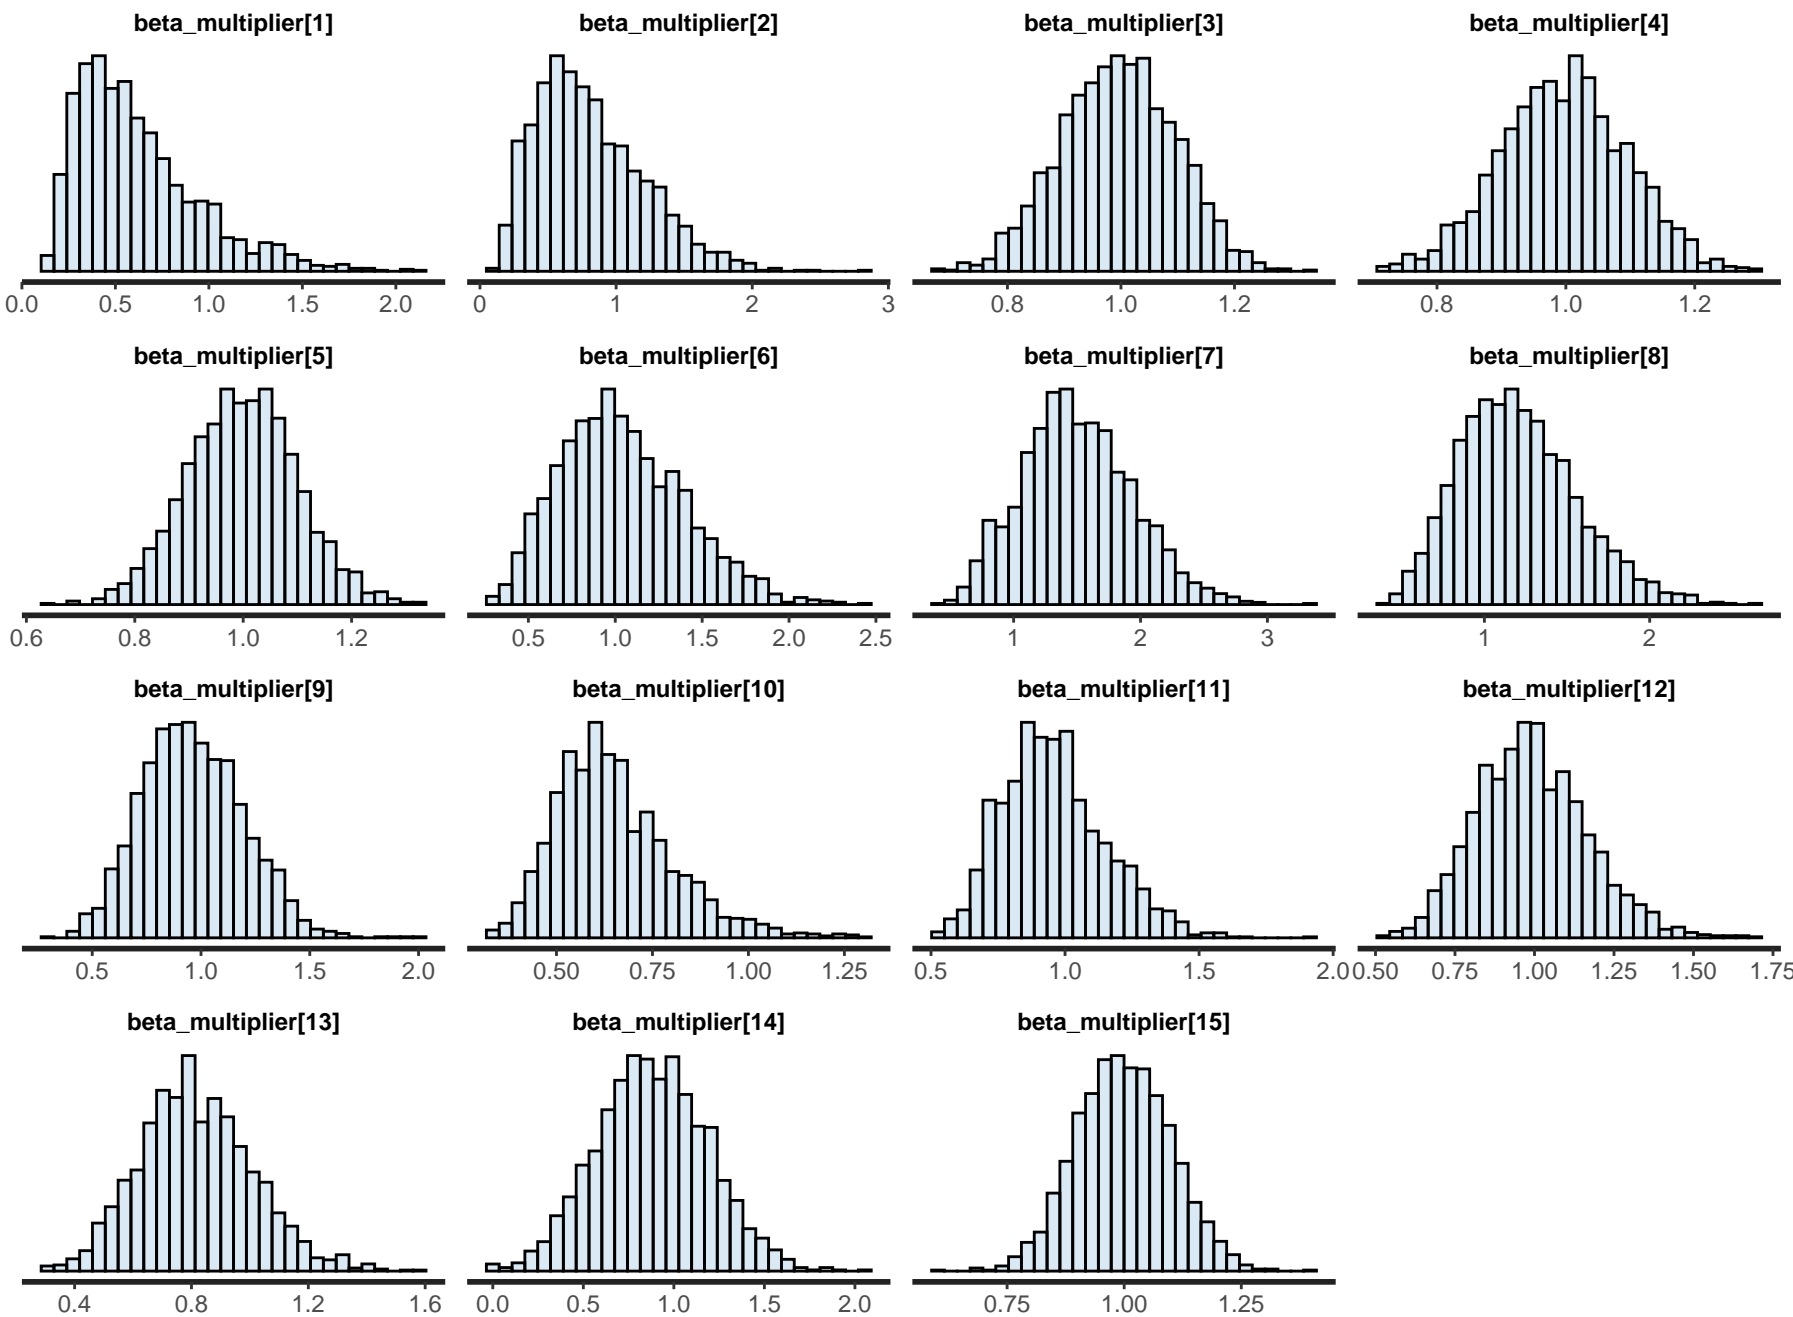 beta_multiplier[1] beta_multiplier[2] beta_multiplier[3] beta_multiplier[4]
0.0 0.5 1.0 1.5 2.0 0 1 2 3 0.8 1.0 1.2 0.8 1.0 1.2
beta_multiplier[5] beta_multiplier[6] beta_multiplier[7] beta_multiplier[8]
0.6 0.8 1.0 1.2 0.5 1.0 1.5 2.0 2.5 1 2 3 1 2
beta_multiplier[9] beta_multiplier[10] beta_multiplier[11] beta_multiplier[12]
0.5 1.0 1.5 2.0 0.50 0.75 1.00 1.25 0.5 1.0 1.5 2.0 0.50 0.75 1.00 1.25 1.50 1.75
beta_multiplier[13] beta_multiplier[14] beta_multiplier[15]
0.4 0.8 1.2 1.6 0.0 0.5 1.0 1.5 2.0 0.75 1.00 1.25